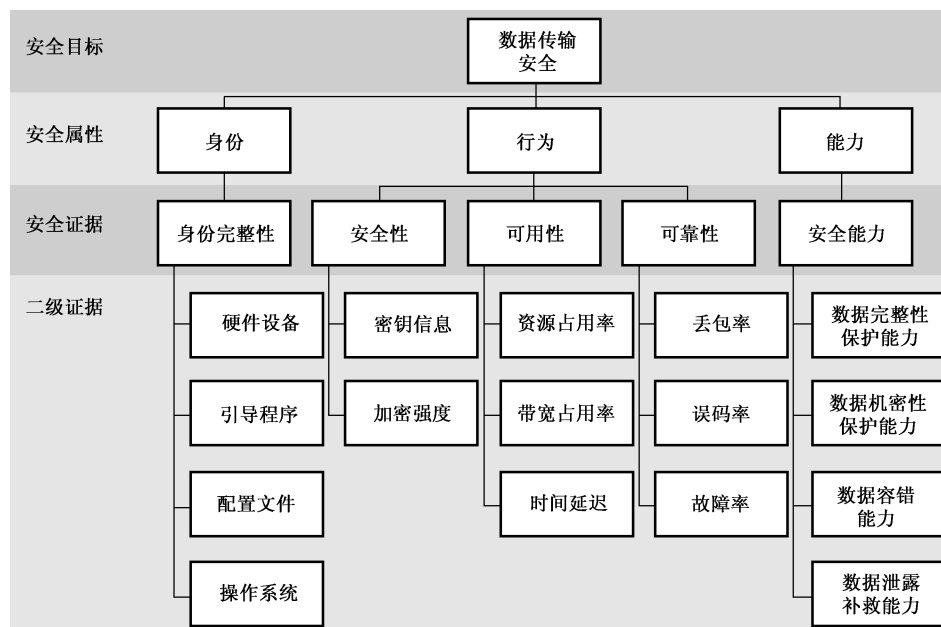 安全目标
数据传输
安全
安全属性
身份
行为
能力
安全证据
身份完整性
安全性
可用性
可靠性
安全能力
二级证据
硬件设备
密钥信息
资源占用率
丢包率
数据完整性
保护能力
引导程序
加密强度
带宽占用率
误码率
数据机密性
保护能力
配置文件
时间延迟
故障率
数据容错
能力
操作系统
数据泄露
补救能力